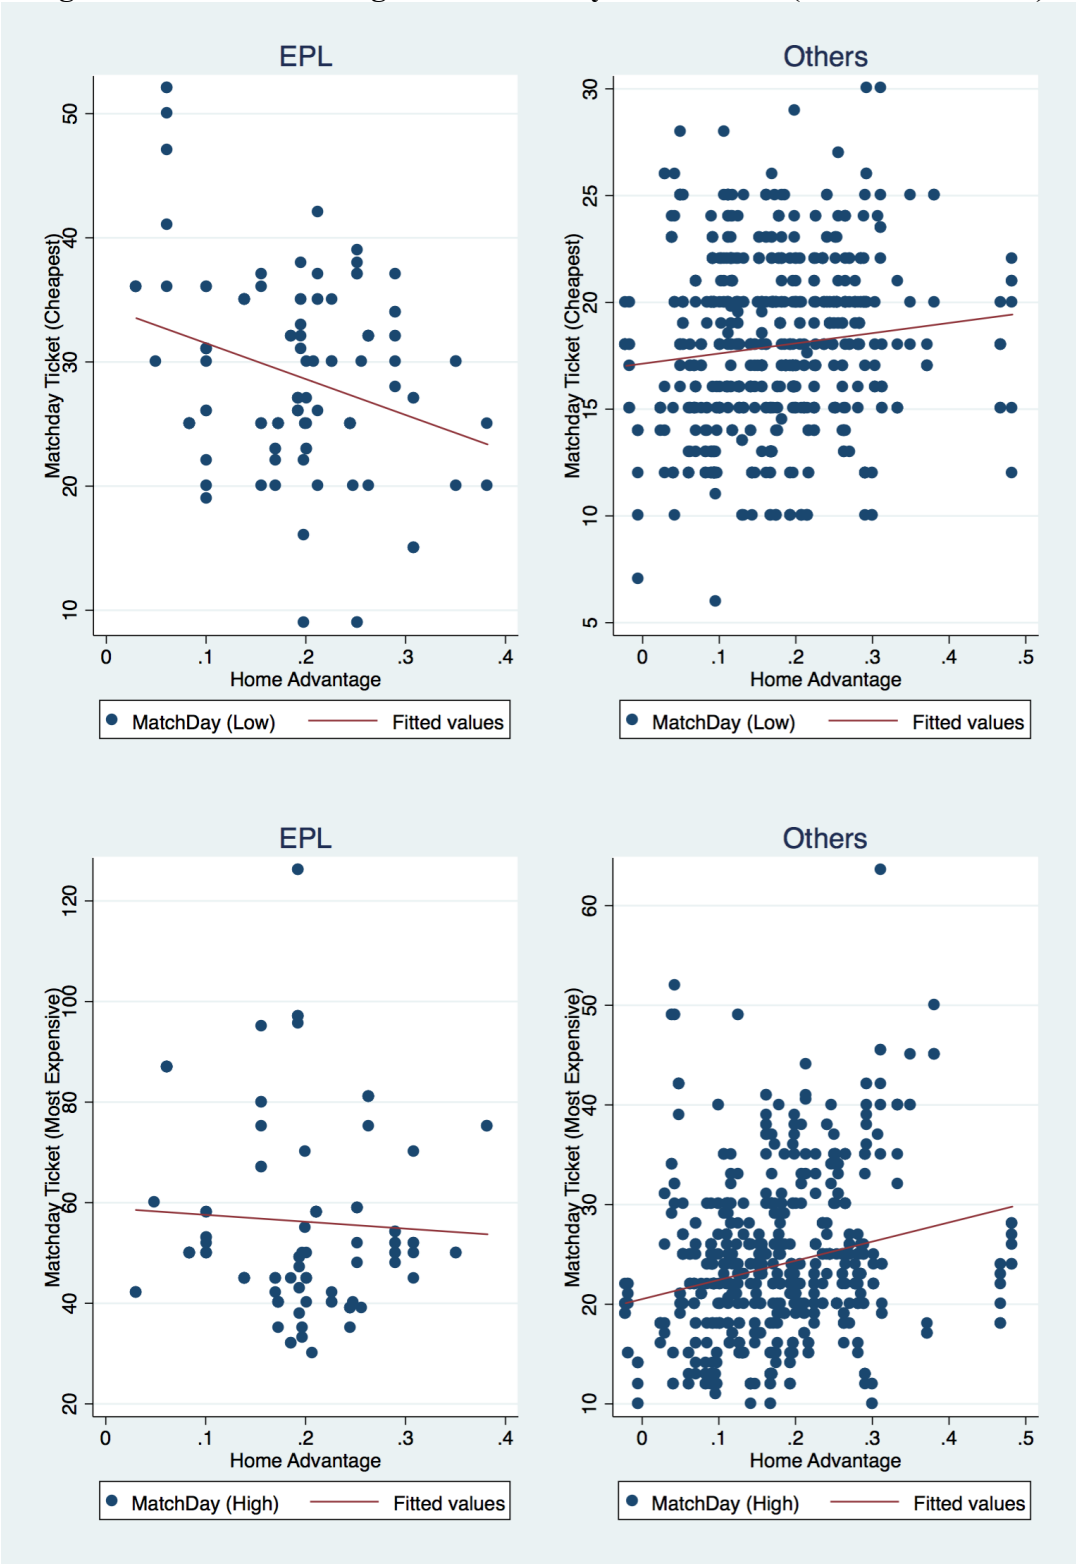 EPL
Matchday Ticket (Cheapest)
50
40
30
20
10
0 .1 .2 .3 .4
Home Advantage
MatchDay (Low) Fitted values
Others
Matchday Ticket (Cheapest)
30
25
20
15
10
5
0 .1 .2 .3 .4 .5
Home Advantage
MatchDay (Low) Fitted values
EPL
Matchday Ticket (Most Expensive)
120
100
80
60
40
20
0 .1 .2 .3 .4
Home Advantage
MatchDay (High) Fitted values
Others
Matchday Ticket (Most Expensive)
60
50
40
30
20
10
0 .1 .2 .3 .4 .5
Home Advantage
MatchDay (High) Fitted values